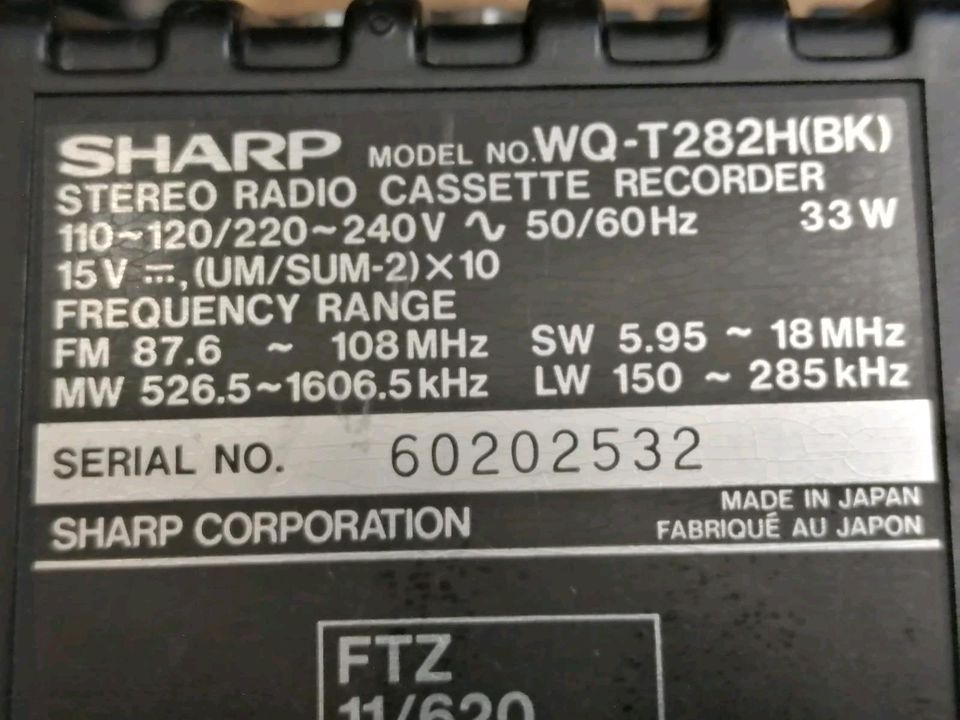 SHARP MODEL NO.WQ-T282H(BK)
STEREO RADIO CASSETTE RECORDER
110~120/220~240V ∿ 50/60Hz 33W
15V ⎓, (UM/SUM-2)×10
FREQUENCY RANGE
FM 87.6 ~ 108MHz SW 5.95 ~ 18MHz
MW 526.5~1606.5kHz LW 150 ~ 285kHz
SERIAL NO. 60202532
SHARP CORPORATION
MADE IN JAPAN
FABRIQUÉ AU JAPON
FTZ
11/620